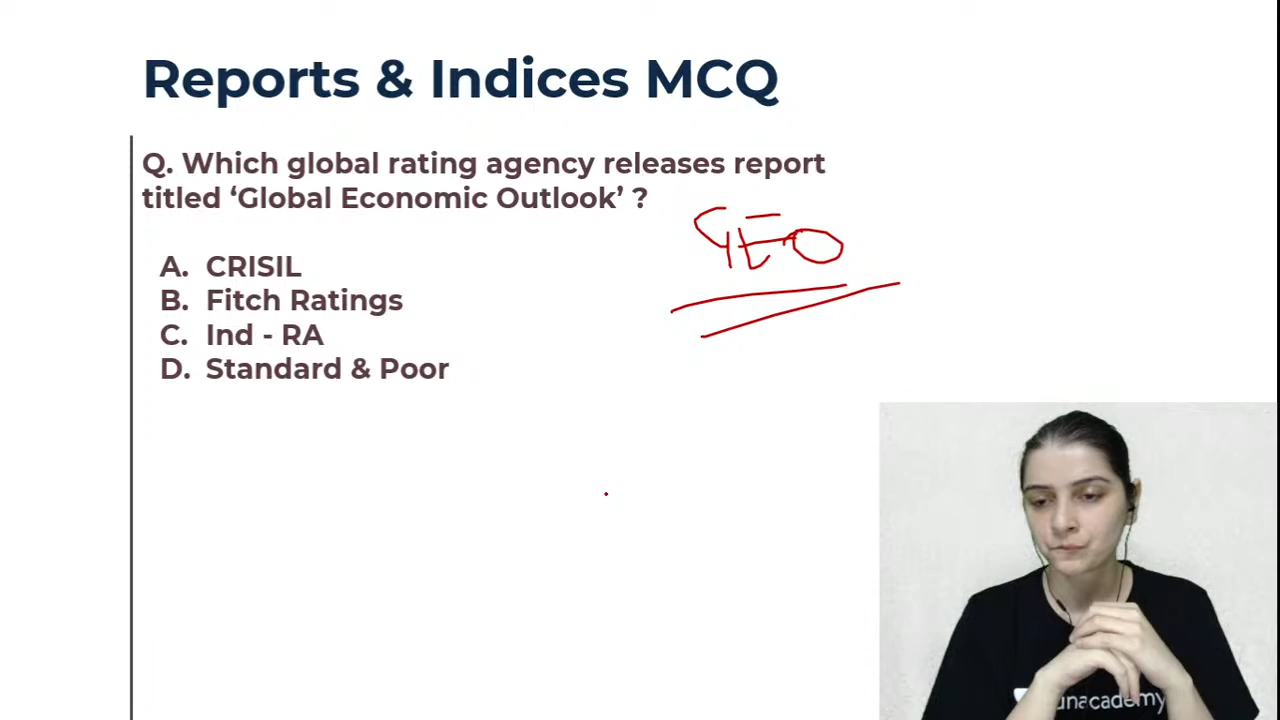 Reports & Indices MCQ
Q. Which global rating agency releases report
titled ‘Global Economic Outlook’ ?
GEO
A. CRISIL
B. Fitch Ratings
C. Ind - RA
D. Standard & Poor
unacademy